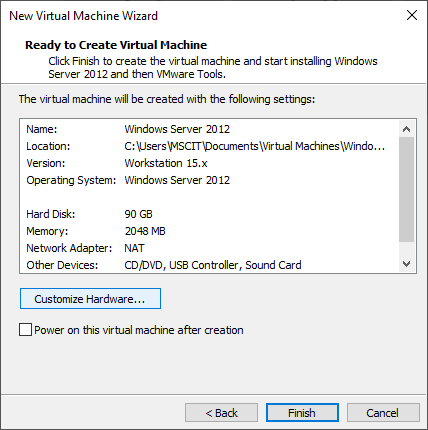 New Virtual Machine Wizard
Ready to Create Virtual Machine
Click Finish to create the virtual machine and start installing Windows
Server 2012 and then VMware Tools.
The virtual machine will be created with the following settings:
Name: Windows Server 2012
Location: C:\Users\MSCIT\Documents\Virtual Machines\Windo...
Version: Workstation 15.x
Operating System: Windows Server 2012
Hard Disk: 90 GB
Memory: 2048 MB
Network Adapter: NAT
Other Devices: CD/DVD, USB Controller, Sound Card
Customize Hardware...
Power on this virtual machine after creation
< Back Finish Cancel